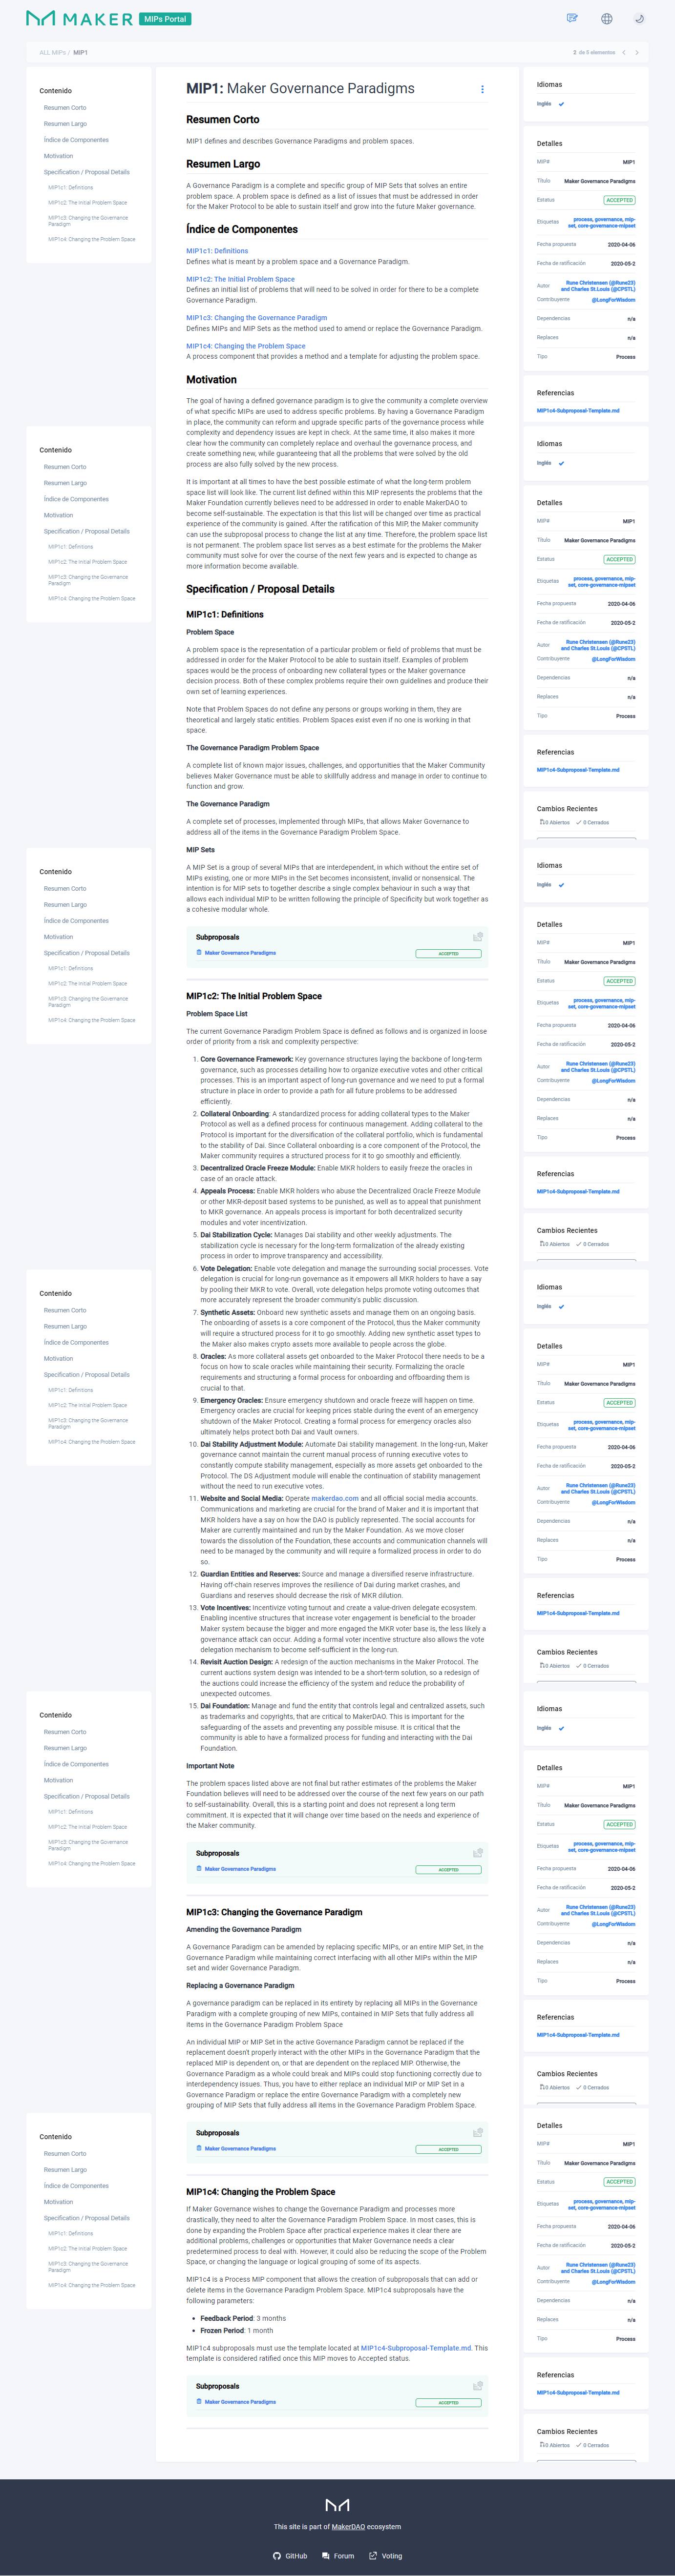 MAKER MIPs Portal
ALL MIPs / MIP1
2 de 5 elementos
Contenido
Resumen Corto
Resumen Largo
Índice de Componentes
Motivation
Specification / Proposal Details
MIP1c1: Definitions
MIP1c2: The Initial Problem Space
MIP1c3: Changing the Governance
Paradigm
MIP1c4: Changing the Problem Space
MIP1: Maker Governance Paradigms
Resumen Corto
MIP1 defines and describes Governance Paradigms and problem spaces.
Resumen Largo
A Governance Paradigm is a complete and specific group of MIP Sets that solves an entire
problem space. A problem space is defined as a list of issues that must be addressed in order
for the Maker Protocol to be able to sustain itself and grow into the future Maker governance.
Índice de Componentes
MIP1c1: Definitions
Defines what is meant by a problem space and a Governance Paradigm.
MIP1c2: The Initial Problem Space
Defines an initial list of problems that will need to be solved in order for there to be a complete
Governance Paradigm.
MIP1c3: Changing the Governance Paradigm
Defines MIPs and MIP Sets as the method used to amend or replace the Governance Paradigm.
MIP1c4: Changing the Problem Space
A process component that provides a method and a template for adjusting the problem space.
Motivation
The goal of having a defined governance paradigm is to give the community a complete overview
of what specific MIPs are used to address specific problems. By having a Governance Paradigm
in place, the community can reform and upgrade specific parts of the governance process while
complexity and dependency issues are kept in check. At the same time, it also makes it more
clear how the community can completely replace and overhaul the governance process, and
create something new, while guaranteeing that all the problems that were solved by the old
process are also fully solved by the new process.
It is important at all times to have the best possible estimate of what the long-term problem
space list will look like. The current list defined within this MIP represents the problems that the
Maker Foundation currently believes need to be addressed in order to enable MakerDAO to
become self-sustainable. The expectation is that this list will be changed over time as practical
experience of the community is gained. After the ratification of this MIP, the Maker community
can use the subproposal process to change the list at any time. Therefore, the problem space list
is not permanent. The problem space list serves as a best estimate for the problems the Maker
community must solve for over the course of the next few years and is expected to change as
more information become available.
Specification / Proposal Details
MIP1c1: Definitions
Problem Space
A problem space is the representation of a particular problem or field of problems that must be
addressed in order for the Maker Protocol to be able to sustain itself. Examples of problem
spaces would be the process of onboarding new collateral types or the Maker governance
decision process. Both of these complex problems require their own guidelines and produce their
own set of learning experiences.
Note that Problem Spaces do not define any persons or groups working in them, they are
theoretical and largely static entities. Problem Spaces exist even if no one is working in that
space.
The Governance Paradigm Problem Space
A complete list of known major issues, challenges, and opportunities that the Maker Community
believes Maker Governance must be able to skillfully address and manage in order to continue to
function and grow.
The Governance Paradigm
A complete set of processes, implemented through MIPs, that allows Maker Governance to
address all of the items in the Governance Paradigm Problem Space.
MIP Sets
A MIP Set is a group of several MIPs that are interdependent, in which without the entire set of
MIPs existing, one or more MIPs in the Set becomes inconsistent, invalid or nonsensical. The
intention is for MIP sets to together describe a single complex behaviour in such a way that
allows each individual MIP to be written following the principle of Specificity but work together as
a cohesive modular whole.
Subproposals
Maker Governance Paradigms ACCEPTED
MIP1c2: The Initial Problem Space
Problem Space List
The current Governance Paradigm Problem Space is defined as follows and is organized in loose
order of priority from a risk and complexity perspective:
1. Core Governance Framework: Key governance structures laying the backbone of long-term
governance, such as processes detailing how to organize executive votes and other critical
processes. This is an important aspect of long-run governance and we need to put a formal
structure in place in order to provide a path for all future problems to be addressed
efficiently.
2. Collateral Onboarding: A standardized process for adding collateral types to the Maker
Protocol as well as a defined process for continuous management. Adding collateral to the
Protocol is important for the diversification of the collateral portfolio, which is fundamental
to the stability of Dai. Since Collateral onboarding is a core component of the Protocol, the
Maker community requires a structured process for it to go smoothly and efficiently.
3. Decentralized Oracle Freeze Module: Enable MKR holders to easily freeze the oracles in
case of an oracle attack.
4. Appeals Process: Enable MKR holders who abuse the Decentralized Oracle Freeze Module
or other MKR-deposit based systems to be punished, as well as to appeal that punishment
to MKR governance. An appeals process is important for both decentralized security
modules and voter incentivization.
5. Dai Stabilization Cycle: Manages Dai stability and other weekly adjustments. The
stabilization cycle is necessary for the long-term formalization of the already existing
process in order to improve transparency and accessibility.
6. Vote Delegation: Enable vote delegation and manage the surrounding social processes. Vote
delegation is crucial for long-run governance as it empowers all MKR holders to have a say
by pooling their MKR to vote. Overall, vote delegation helps promote voting outcomes that
more accurately represent the broader community's public discussion.
7. Synthetic Assets: Onboard new synthetic assets and manage them on an ongoing basis.
The onboarding of assets is a core component of the Protocol, thus the Maker community
will require a structured process for it to go smoothly. Adding new synthetic asset types to
the Maker also makes crypto assets more available to people across the globe.
8. Oracles: As more collateral assets get onboarded to the Maker Protocol there needs to be a
focus on how to scale oracles while maintaining their security. Formalizing the oracle
requirements and structuring a formal process for onboarding and offboarding them is
crucial to that.
9. Emergency Oracles: Ensure emergency shutdown and oracle freeze will happen on time.
Emergency oracles are crucial for keeping prices stable during the event of an emergency
shutdown of the Maker Protocol. Creating a formal process for emergency oracles also
ultimately helps protect both Dai and Vault owners.
10. Dai Stability Adjustment Module: Automate Dai stability management. In the long-run, Maker
governance cannot maintain the current manual process of running executive votes to
constantly compute stability management, especially as more assets get onboarded to the
Protocol. The DS Adjustment module will enable the continuation of stability management
without the need to run executive votes.
11. Website and Social Media: Operate makerdao.com and all official social media accounts.
Communications and marketing are crucial for the brand of Maker and it is important that
MKR holders have a say on how the DAO is publicly represented. The social accounts for
Maker are currently maintained and run by the Maker Foundation. As we move closer
towards the dissolution of the Foundation, these accounts and communication channels will
need to be managed by the community and will require a formalized process in order to do
so.
12. Guardian Entities and Reserves: Source and manage a diversified reserve infrastructure.
Having off-chain reserves improves the resilience of Dai during market crashes, and
Guardians and reserves should decrease the risk of MKR dilution.
13. Vote Incentives: Incentivize voting turnout and create a value-driven delegate ecosystem.
Enabling incentive structures that increase voter engagement is beneficial to the broader
Maker system because the bigger and more engaged the MKR voter base is, the less likely a
governance attack can occur. Adding a formal voter incentive structure also allows the vote
delegation mechanism to become self-sufficient in the long-run.
14. Revisit Auction Design: A redesign of the auction mechanisms in the Maker Protocol. The
current auctions system design was intended to be a short-term solution, so a redesign of
the auctions could increase the efficiency of the system and reduce the probability of
unexpected outcomes.
15. Dai Foundation: Manage and fund the entity that controls legal and centralized assets, such
as trademarks and copyrights, that are critical to MakerDAO. This is important for the
safeguarding of the assets and preventing any possible misuse. It is critical that the
community is able to have a formalized process for funding and interacting with the Dai
Foundation.
Important Note
The problem spaces listed above are not final but rather estimates of the problems the Maker
Foundation believes will need to be addressed over the course of the next few years on our path
to self-sustainability. Overall, this is a starting point and does not represent a long term
commitment. It is expected that it will change over time based on the needs and experience of
the Maker community.
Subproposals
Maker Governance Paradigms ACCEPTED
MIP1c3: Changing the Governance Paradigm
Amending the Governance Paradigm
A Governance Paradigm can be amended by replacing specific MIPs, or an entire MIP Set, in the
Governance Paradigm while maintaining correct interfacing with all other MIPs within the MIP
set and wider Governance Paradigm.
Replacing a Governance Paradigm
A governance paradigm can be replaced in its entirety by replacing all MIPs in the Governance
Paradigm with a complete grouping of new MIPs, contained in MIP Sets that fully address all
items in the Governance Paradigm Problem Space
An individual MIP or MIP Set in the active Governance Paradigm cannot be replaced if the
replacement doesn't properly interact with the other MIPs in the Governance Paradigm that the
replaced MIP is dependent on, or that are dependent on the replaced MIP. Otherwise, the
Governance Paradigm as a whole could break and MIPs could stop functioning correctly due to
interdependency issues. Thus, you have to either replace an individual MIP or MIP Set in a
Governance Paradigm or replace the entire Governance Paradigm with a completely new
grouping of MIP Sets that fully address all items in the Governance Paradigm Problem Space.
Subproposals
Maker Governance Paradigms ACCEPTED
MIP1c4: Changing the Problem Space
If Maker Governance wishes to change the Governance Paradigm and processes more
drastically, they need to alter the Governance Paradigm Problem Space. In most cases, this is
done by expanding the Problem Space after practical experience makes it clear there are
additional problems, challenges or opportunities that Maker Governance needs a clear
predetermined process to deal with. However, it could also be reducing the scope of the Problem
Space, or changing the language or logical grouping of some of its aspects.
MIP1c4 is a Process MIP component that allows the creation of subproposals that can add or
delete items in the Governance Paradigm Problem Space. MIP1c4 subproposals have the
following parameters:
• Feedback Period: 3 months
• Frozen Period: 1 month
MIP1c4 subproposals must use the template located at MIP1c4-Subproposal-Template.md. This
template is considered ratified once this MIP moves to Accepted status.
Subproposals
Maker Governance Paradigms ACCEPTED
Idiomas
Inglés
Detalles
MIP# MIP1
Título Maker Governance Paradigms
Estatus ACCEPTED
Etiquetas process, governance, mip-
set, core-governance-mipset
Fecha propuesta 2020-04-06
Fecha de ratificación 2020-05-2
Autor Rune Christensen (@Rune23)
and Charles St.Louis (@CPSTL)
Contribuyente @LongForWisdom
Dependencias n/a
Replaces n/a
Tipo Process
Referencias
MIP1c4-Subproposal-Template.md
Cambios Recientes
0 Abiertos 0 Cerrados
This site is part of MakerDAO ecosystem
GitHub Forum Voting